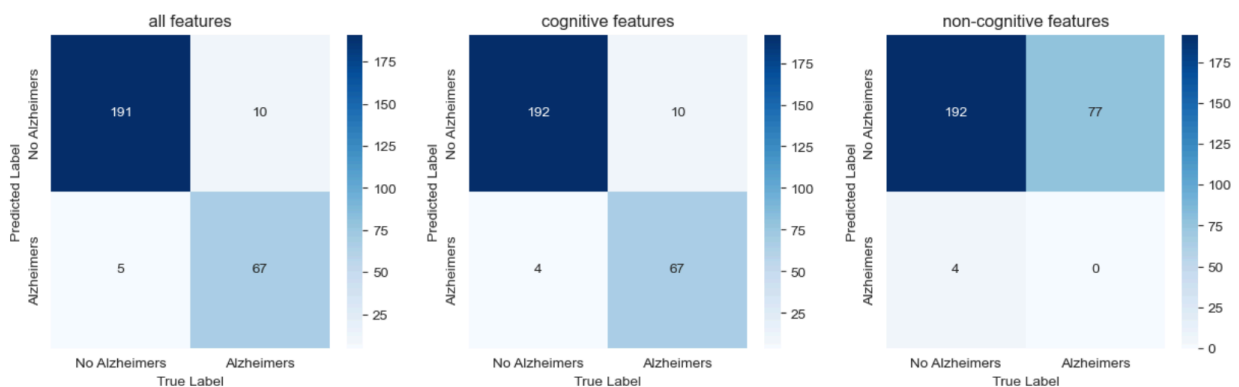 all features
No Alzheimers
Alzheimers
Predicted Label
191
10
5
67
No Alzheimers
Alzheimers
True Label
175
150
125
100
75
50
25
cognitive features
No Alzheimers
Alzheimers
Predicted Label
192
10
4
67
No Alzheimers
Alzheimers
True Label
175
150
125
100
75
50
25
non-cognitive features
No Alzheimers
Alzheimers
Predicted Label
192
77
4
0
No Alzheimers
Alzheimers
True Label
175
150
125
100
75
50
25
0